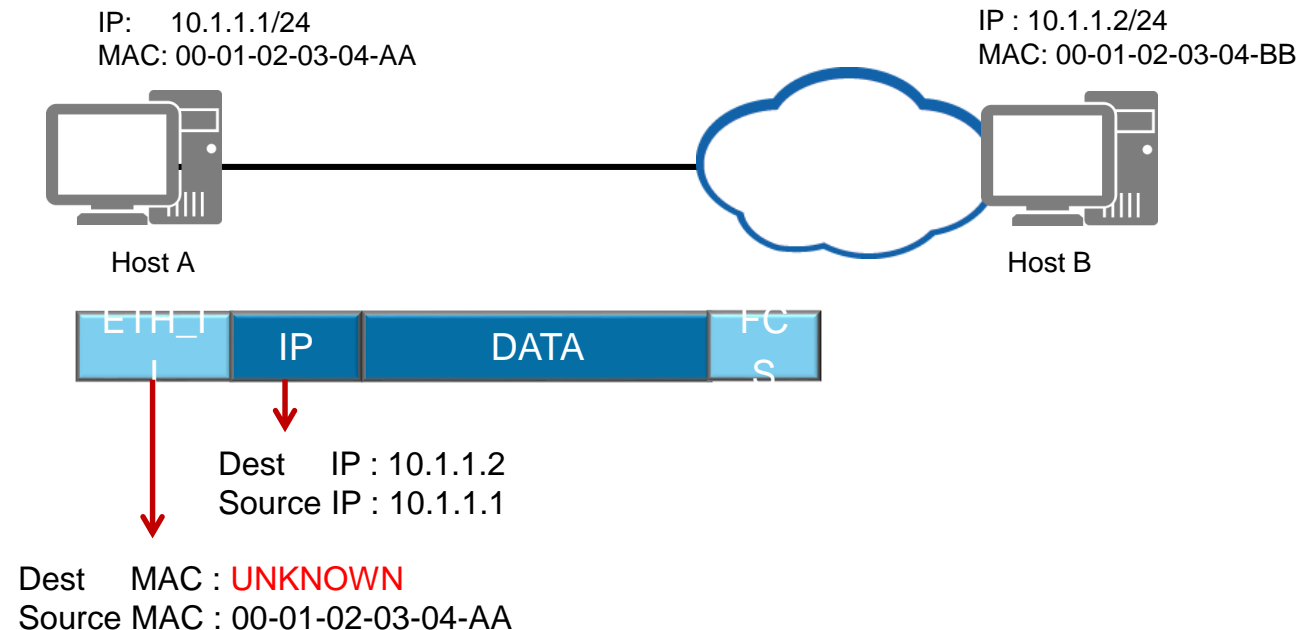 IP: 10.1.1.1/24
MAC: 00-01-02-03-04-AA
IP : 10.1.1.2/24
MAC: 00-01-02-03-04-BB
Host A
Host B
ETH_I
I
IP
DATA
FC
S
Dest IP : 10.1.1.2
Source IP : 10.1.1.1
Dest MAC : UNKNOWN
Source MAC : 00-01-02-03-04-AA